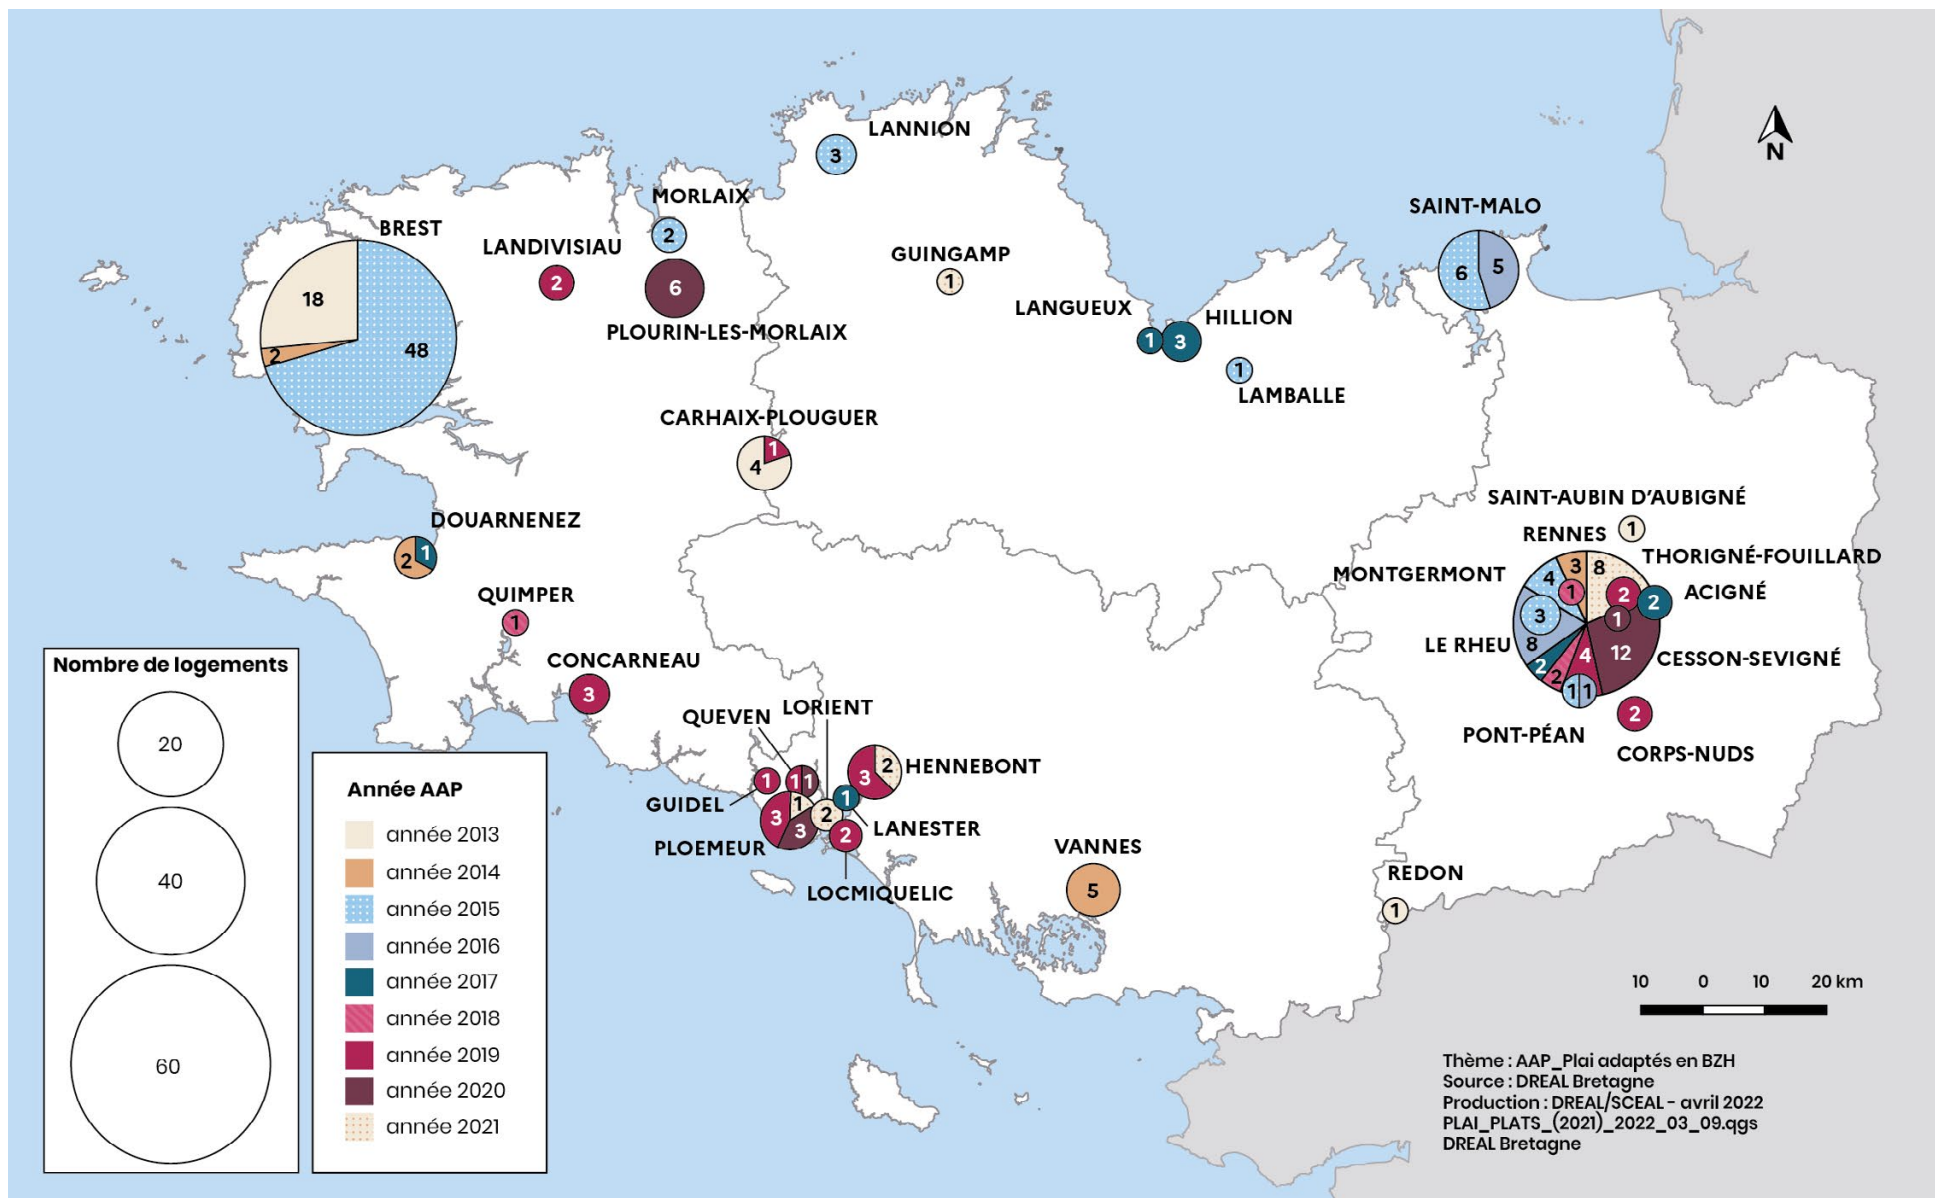 LANNION
3
MORLAIX
2
SAINT-MALO
6
5
N
BREST
18
2
48
LANDIVISIAU
2
6
PLOURIN-LES-MORLAIX
GUINGAMP
1
LANGUEUX
1
HILLION
3
1
LAMBALLE
CARHAIX-PLOUGUER
1
4
DOUARNENEZ
2
1
QUIMPER
1
CONCARNEAU
3
SAINT-AUBIN D'AUBIGNÉ
1
RENNES
THORIGNÉ-FOUILLARD
MONTGERMONT
3
8
4
1
2
2
ACIGNÉ
3
1
LE RHEU
8
2
2
4
12
CESSON-SEVIGNÉ
1
1
2
PONT-PÉAN
CORPS-NUDS
QUEVEN
LORIENT
1
1
1
2
3
HENNEBONT
GUIDEL
1
3
3
2
1
LANESTER
PLOEMEUR
2
LOCMIQUELIC
VANNES
5
REDON
1
Nombre de logements
20
40
60
Année AAP
année 2013
année 2014
année 2015
année 2016
année 2017
année 2018
année 2019
année 2020
année 2021
10 0 10 20 km
Thème : AAP_Plai adaptés en BZH
Source : DREAL Bretagne
Production : DREAL/SCEAL - avril 2022
PLAI_PLATS_(2021)_2022_03_09.qgs
DREAL Bretagne